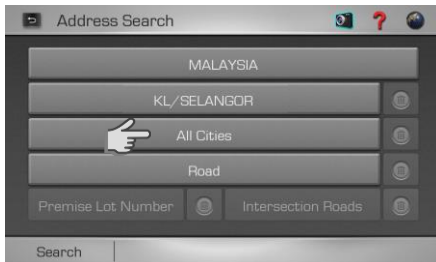 Address Search ?
MALAYSIA
KL/SELANGOR
All Cities
Road
Premise Lot Number Intersection Roads
Search